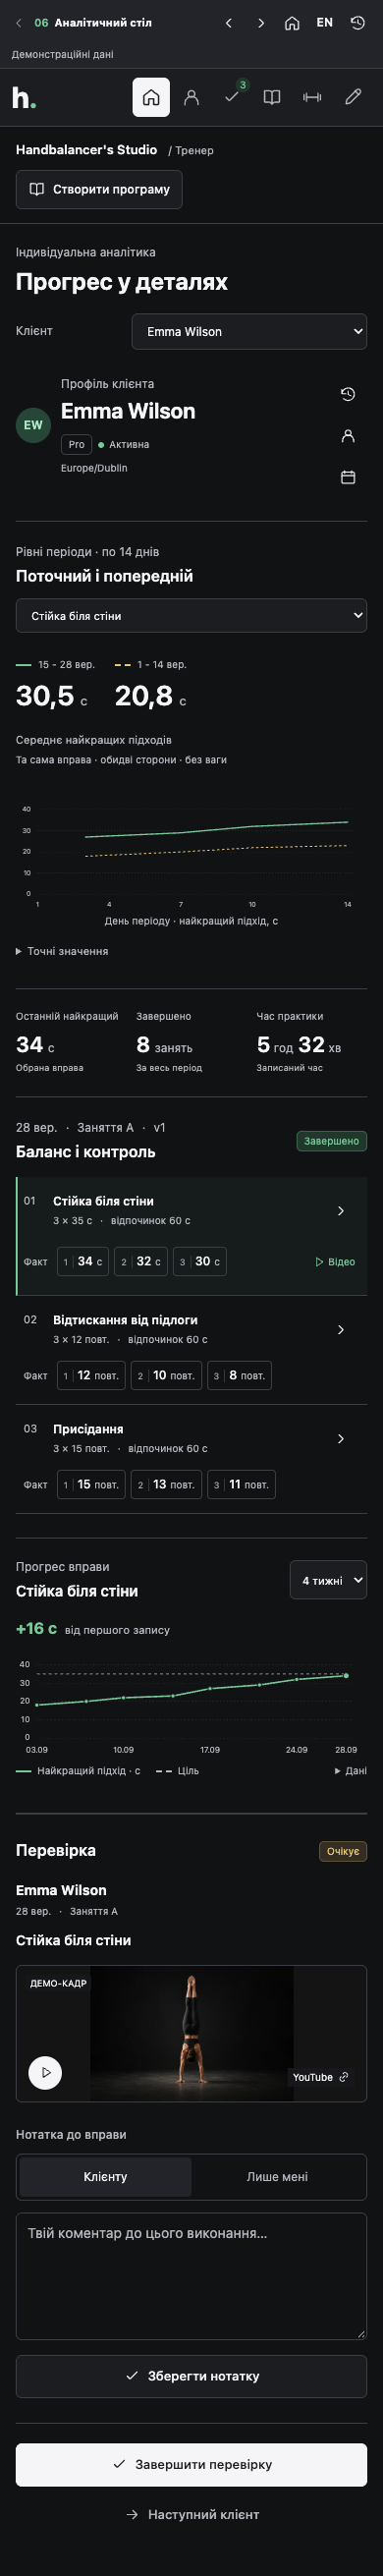 06 Аналітичний стіл
EN
Демонстраційні дані
h.
3
Handbalancer's Studio / Тренер
Створити програму
Індивідуальна аналітика
Прогрес у деталях
Клієнт
Emma Wilson
Профіль клієнта
EW
Emma Wilson
Pro
Активна
Europe/Dublin
Рівні періоди · по 14 днів
Поточний і попередній
Стійка біля стіни
15 - 28 вер.
1 - 14 вер.
30,5 с
20,8 с
Середнє найкращих підходів
Та сама вправа · обидві сторони · без ваги
40
30
20
10
0
1
4
7
10
14
День періоду · найкращий підхід, с
Точні значення
Останній найкращий
Завершено
Час практики
34 с
8 занять
5 год 32 хв
Обрана вправа
За весь період
Записаний час
28 вер. · Заняття A · v1
Баланс і контроль
Завершено
01
Стійка біля стіни
3 × 35 с · відпочинок 60 с
Факт
1 34 с
2 32 с
3 30 с
Відео
02
Відтискання від підлоги
3 × 12 повт. · відпочинок 60 с
Факт
1 12 повт.
2 10 повт.
3 8 повт.
03
Присідання
3 × 15 повт. · відпочинок 60 с
Факт
1 15 повт.
2 13 повт.
3 11 повт.
Прогрес вправи
Стійка біля стіни
4 тижні
+16 с від першого запису
40
30
20
10
0
03.09
10.09
17.09
24.09
28.09
Найкращий підхід · с
Ціль
Дані
Перевірка
Очікує
Emma Wilson
28 вер. · Заняття A
Стійка біля стіни
ДЕМО-КАДР
YouTube
Нотатка до вправи
Клієнту
Лише мені
Твій коментар до цього виконання...
Зберегти нотатку
Завершити перевірку
Наступний клієнт